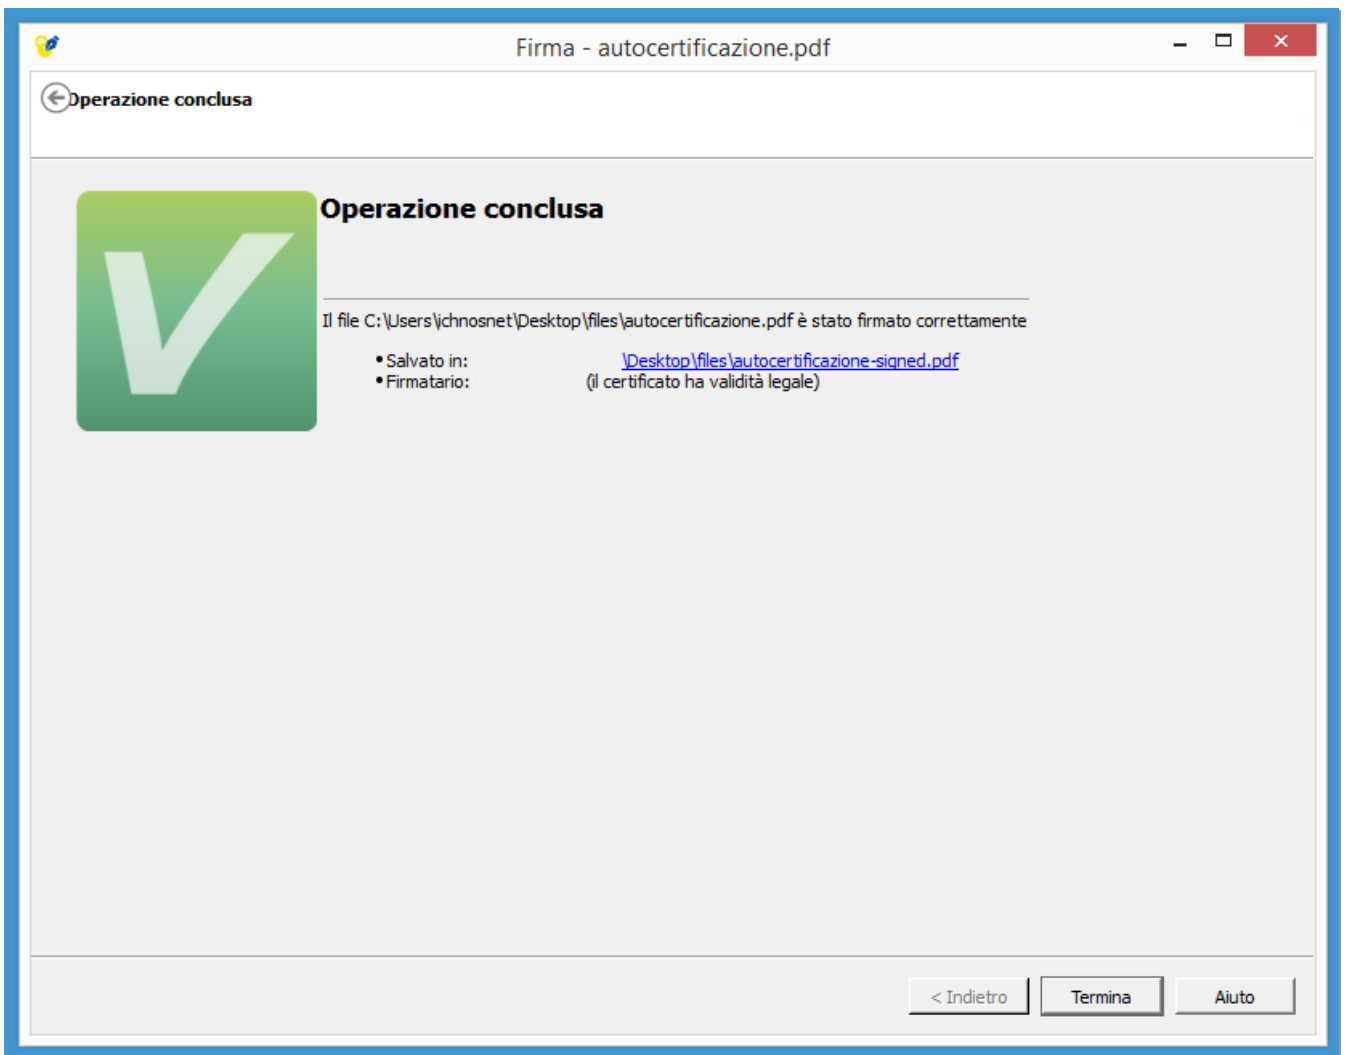 Firma - autocertificazione.pdf
Operazione conclusa
Operazione conclusa
Il file C:\Users\ichnosnet\Desktop\files\autocertificazione.pdf è stato firmato correttamente
• Salvato in: \Desktop\files\autocertificazione-signed.pdf
• Firmatario: (il certificato ha validità legale)
< Indietro Termina Aiuto